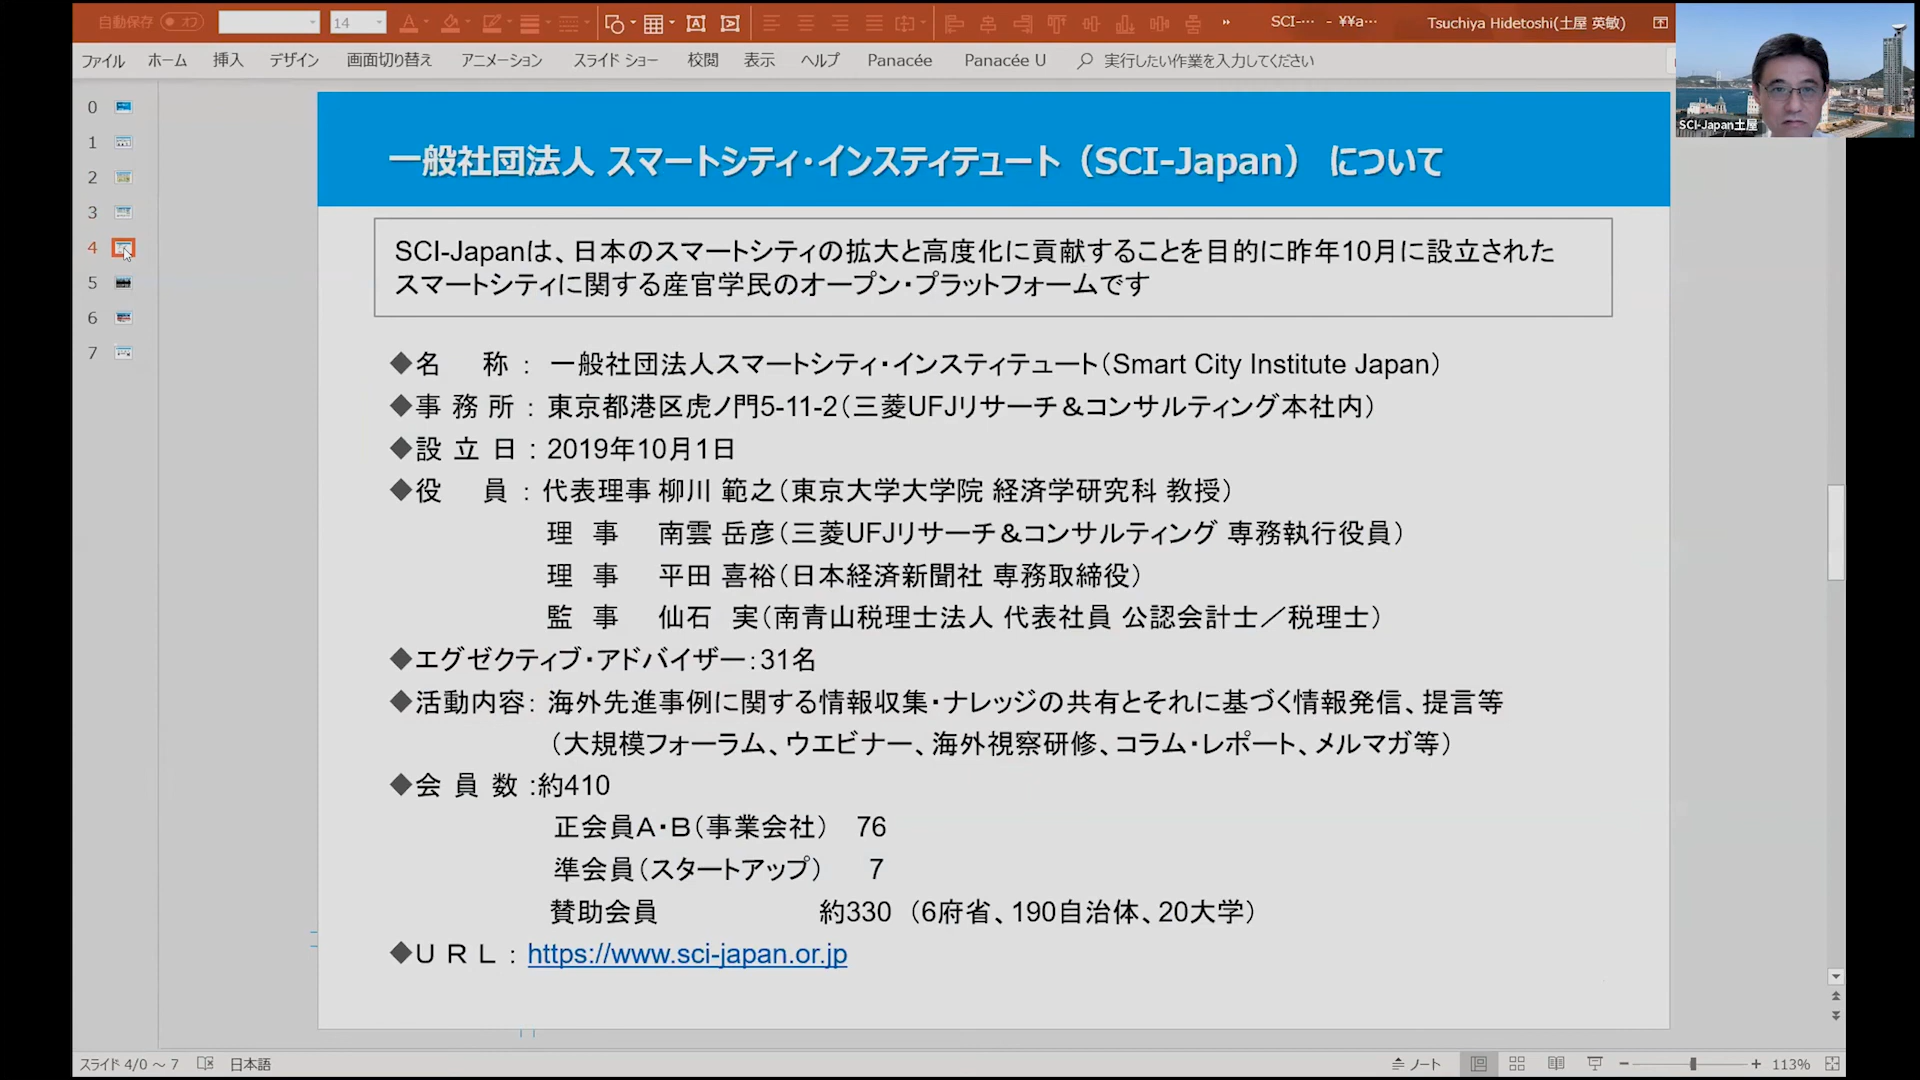 自動保存 オフ
14
SCI-… - ¥¥a…
Tsuchiya Hidetoshi(土屋 英敏)
ファイル ホーム 挿入 デザイン 画面切り替え アニメーション スライド ショー 校閲 表示 ヘルプ Panacée Panacée U 実行したい作業を入力してください
SCI-Japan土屋
0
1
2
3
4
5
6
7
一般社団法人 スマートシティ・インスティテュート（SCI-Japan） について
SCI-Japanは、日本のスマートシティの拡大と高度化に貢献することを目的に昨年10月に設立された
スマートシティに関する産官学民のオープン・プラットフォームです
◆名 称： 一般社団法人スマートシティ・インスティテュート（Smart City Institute Japan）
◆事 務 所：東京都港区虎ノ門5-11-2（三菱UFJリサーチ＆コンサルティング本社内）
◆設 立 日：2019年10月1日
◆役 員：代表理事 柳川 範之（東京大学大学院 経済学研究科 教授）
理 事 南雲 岳彦（三菱UFJリサーチ＆コンサルティング 専務執行役員）
理 事 平田 喜裕（日本経済新聞社 専務取締役）
監 事 仙石 実（南青山税理士法人 代表社員 公認会計士／税理士）
◆エグゼクティブ・アドバイザー：31名
◆活動内容： 海外先進事例に関する情報収集・ナレッジの共有とそれに基づく情報発信、提言等
（大規模フォーラム、ウエビナー、海外視察研修、コラム・レポート、メルマガ等）
◆会 員 数 :約410
正会員Ａ・Ｂ（事業会社） 76
準会員（スタートアップ） 7
賛助会員 約330 （6府省、190自治体、20大学）
◆ＵＲＬ：https://www.sci-japan.or.jp
スライド 4/0 ～ 7 日本語
ノート
113%